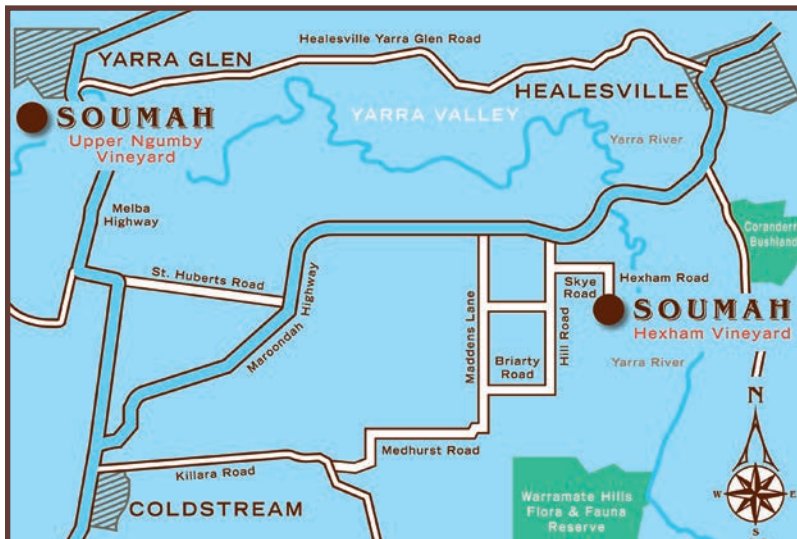 Healesville Yarra Glen Road
YARRA GLEN
HEALESVILLE
SOUMAH
Upper Ngumby
Vineyard
YARRA VALLEY
Yarra River
Melba
Highway
Coranderrk
Bushland
St. Huberts Road
Maroondah Highway
Maddens Lane
Hill Road
Skye
Road
Hexham Road
SOUMAH
Hexham Vineyard
Briarty
Road
Yarra River
N
W
E
S
Medhurst Road
Killara Road
COLDSTREAM
Warramate Hills
Flora & Fauna
Reserve